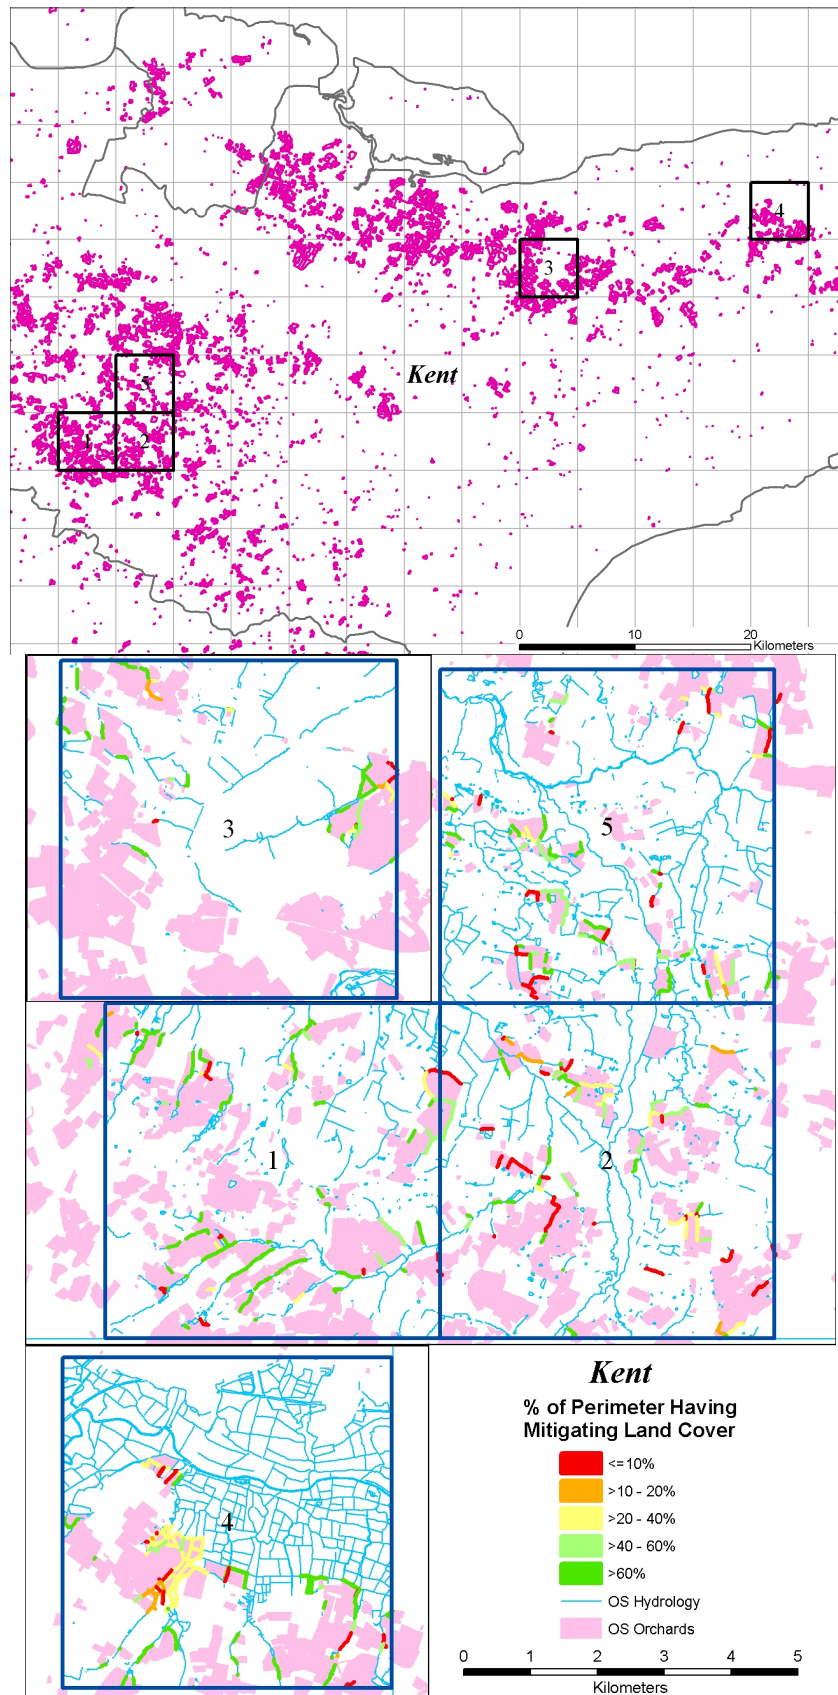 4
3
Kent
5
1
2
0 10 20
Kilometers
3
5
1
2
4
Kent
% of Perimeter Having
Mitigating Land Cover
<=10%
>10 - 20%
>20 - 40%
>40 - 60%
>60%
OS Hydrology
OS Orchards
0 1 2 3 4 5
Kilometers